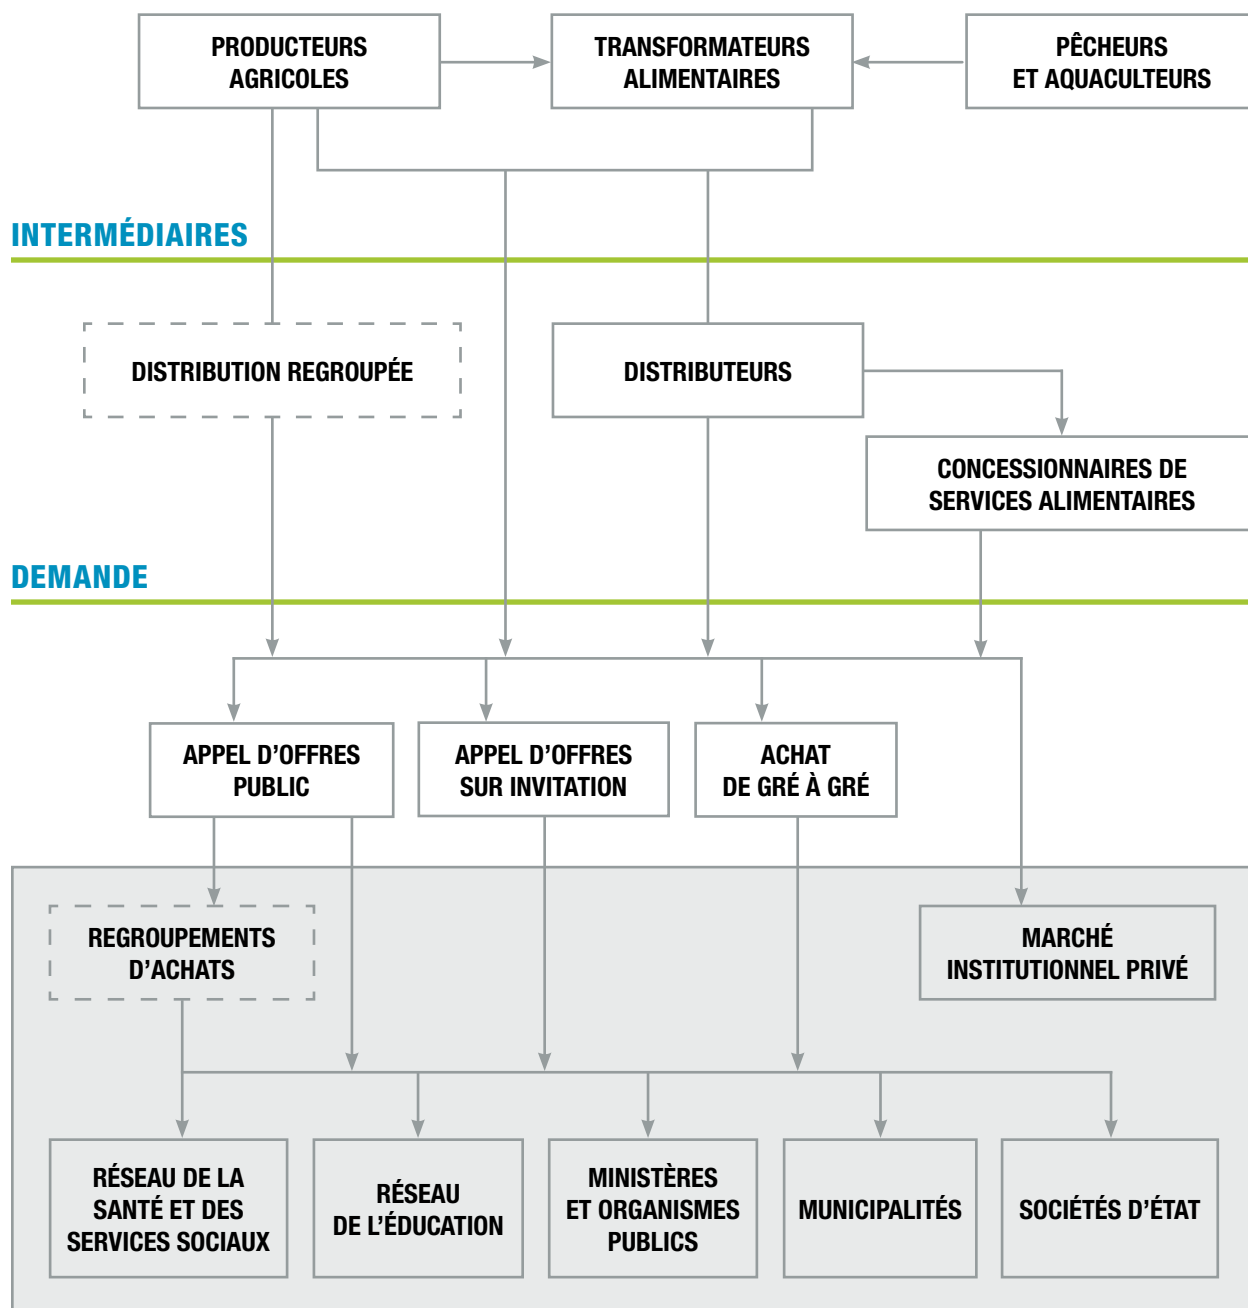 PRODUCTEURS
AGRICOLES
TRANSFORMATEURS
ALIMENTAIRES
PÊCHEURS
ET AQUACULTEURS
INTERMÉDIAIRES
DISTRIBUTION REGROUPÉE
DISTRIBUTEURS
CONCESSIONNAIRES DE
SERVICES ALIMENTAIRES
DEMANDE
APPEL D'OFFRES
PUBLIC
APPEL D'OFFRES
SUR INVITATION
ACHAT
DE GRÉ À GRÉ
REGROUPEMENTS
D'ACHATS
MARCHÉ
INSTITUTIONNEL PRIVÉ
RÉSEAU DE LA
SANTÉ ET DES
SERVICES SOCIAUX
RÉSEAU
DE L'ÉDUCATION
MINISTÈRES
ET ORGANISMES
PUBLICS
MUNICIPALITÉS
SOCIÉTÉS D'ÉTAT